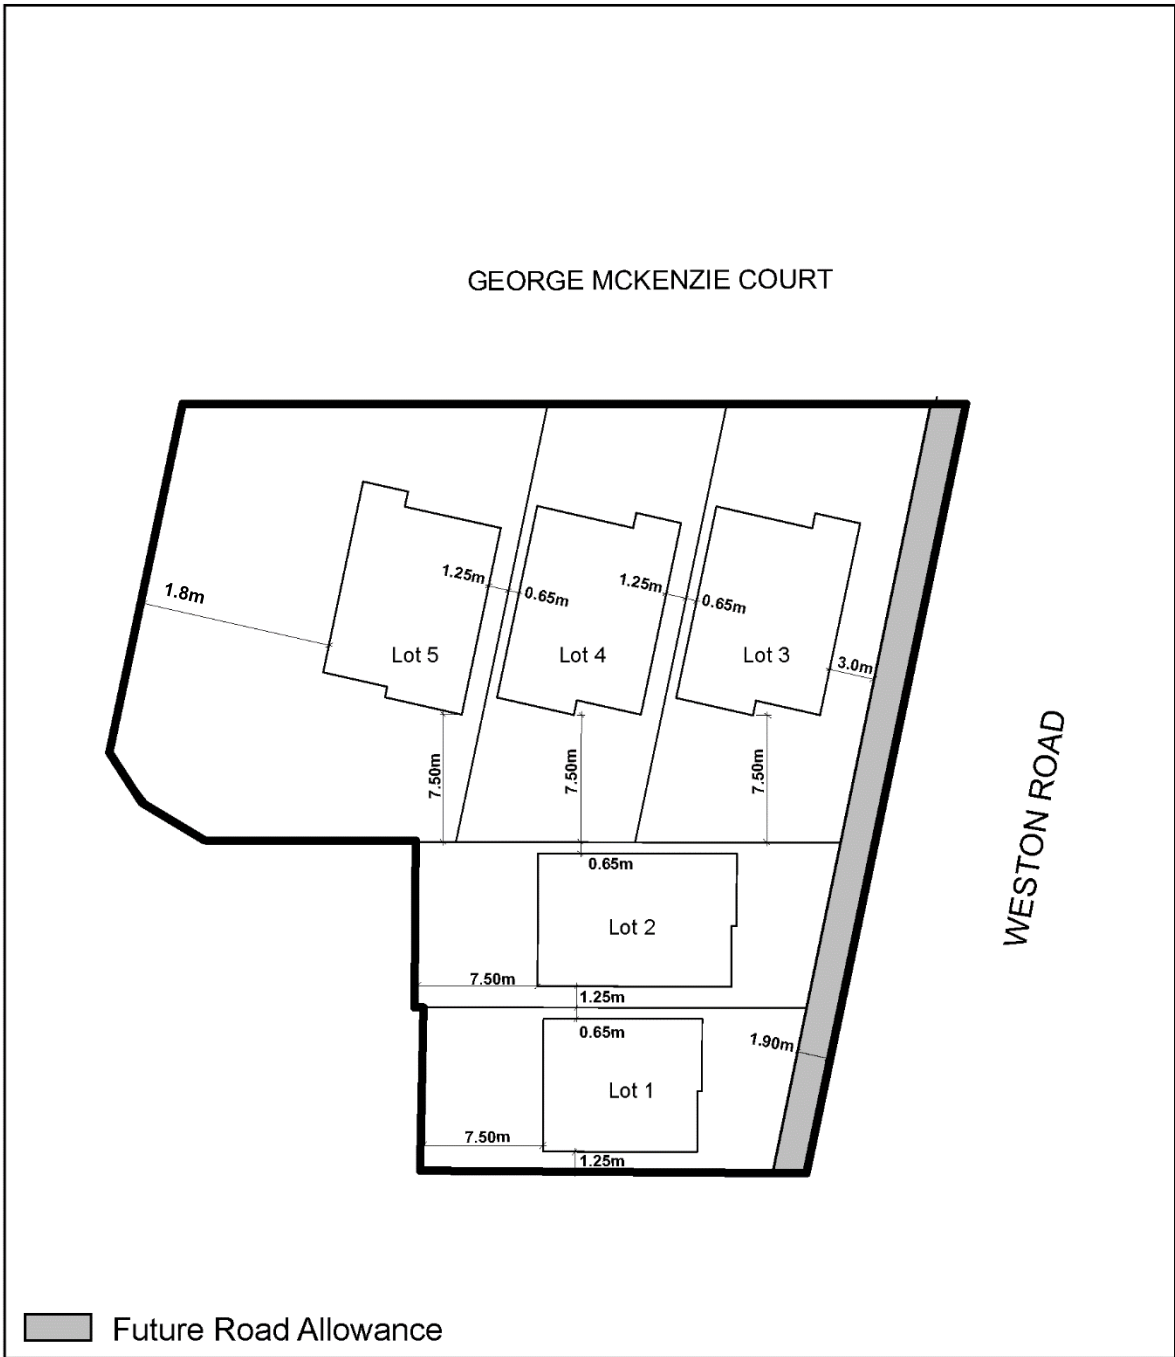 GEORGE MCKENZIE COURT
1.8m
1.25m
0.65m
1.25m
0.65m
Lot 5
Lot 4
Lot 3
3.0m
7.50m
7.50m
7.50m
WESTON ROAD
0.65m
Lot 2
7.50m
1.25m
0.65m
1.90m
Lot 1
7.50m
1.25m
Future Road Allowance